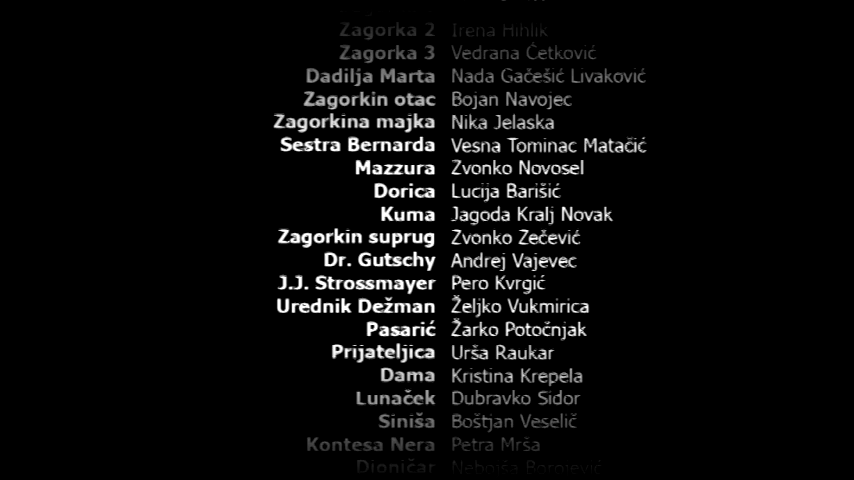 Zagorka 2 Irena Hihlik
Zagorka 3 Vedrana Četković
Dadilja Marta Nada Gačešić Livaković
Zagorkin otac Bojan Navojec
Zagorkina majka Nika Jelaska
Sestra Bernarda Vesna Tominac Matačić
Mazzura Zvonko Novosel
Dorica Lucija Barišić
Kuma Jagoda Kralj Novak
Zagorkin suprug Zvonko Zečević
Dr. Gutschy Andrej Vajevec
J.J. Strossmayer Pero Kvrgić
Urednik Dežman Željko Vukmirica
Pasarić Žarko Potočnjak
Prijateljica Urša Raukar
Dama Kristina Krepela
Lunaček Dubravko Sidor
Siniša Boštjan Veselič
Kontesa Nera Petra Mrša
Dioničar Nebojša Borojević